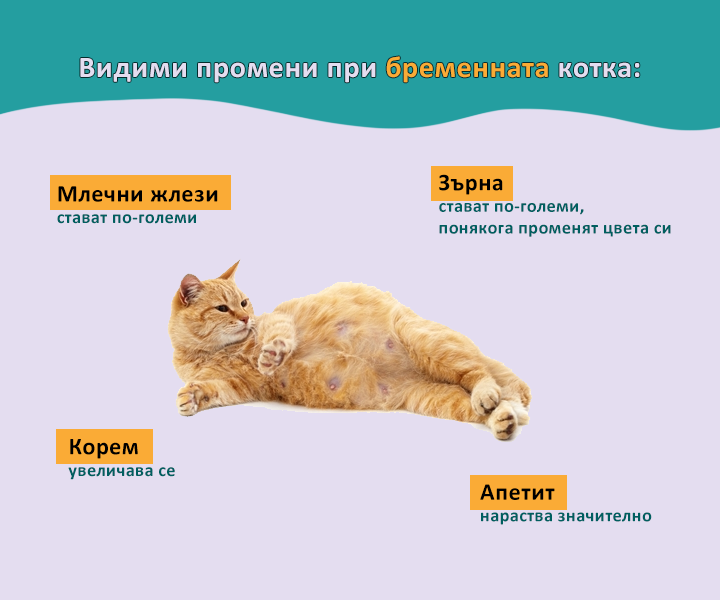 Видими промени при бременната котка:
Млечни жлези
стават по-големи
Зърна
стават по-големи,
понякога променят цвета си
Корем
увеличава се
Апетит
нараства значително